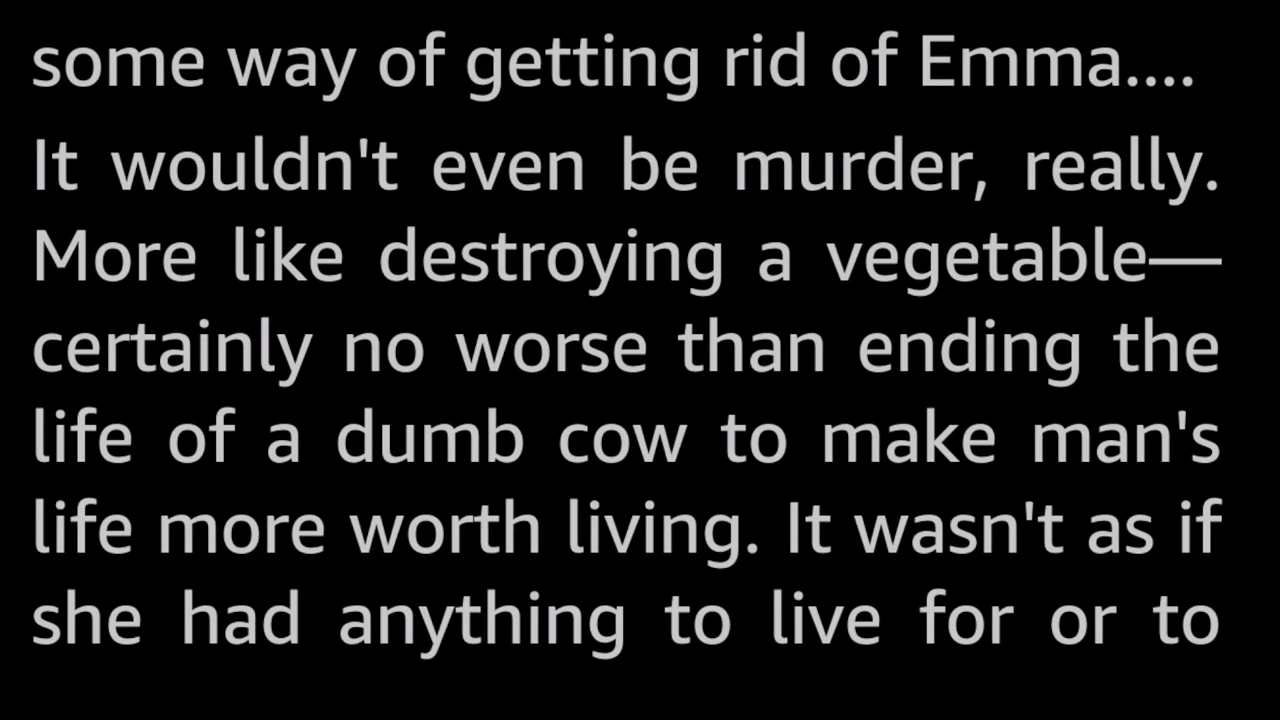 some way of getting rid of Emma....
It wouldn't even be murder, really.
More like destroying a vegetable—
certainly no worse than ending the
life of a dumb cow to make man's
life more worth living. It wasn't as if
she had anything to live for or to